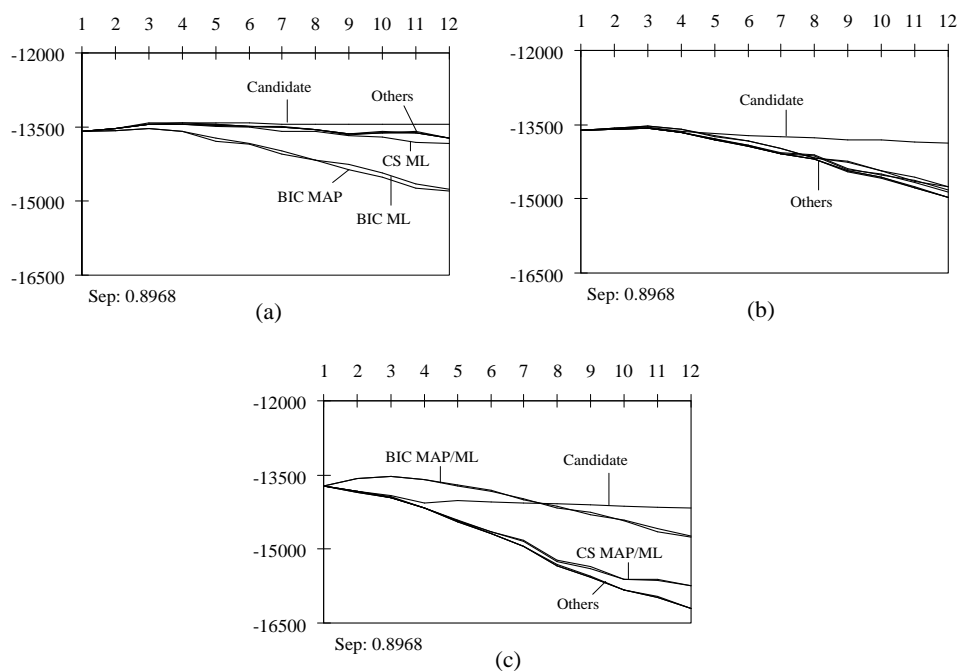 1 2 3 4 5 6 7 8 9 10 11 12
-12000
-13500
-15000
-16500
Candidate
Others
CS ML
BIC MAP
BIC ML
Sep: 0.8968
(a)
1 2 3 4 5 6 7 8 9 10 11 12
-12000
-13500
-15000
-16500
Candidate
Others
Sep: 0.8968
(b)
1 2 3 4 5 6 7 8 9 10 11 12
-12000
-13500
-15000
-16500
BIC MAP/ML
Candidate
CS MAP/ML
Others
Sep: 0.8968
(c)